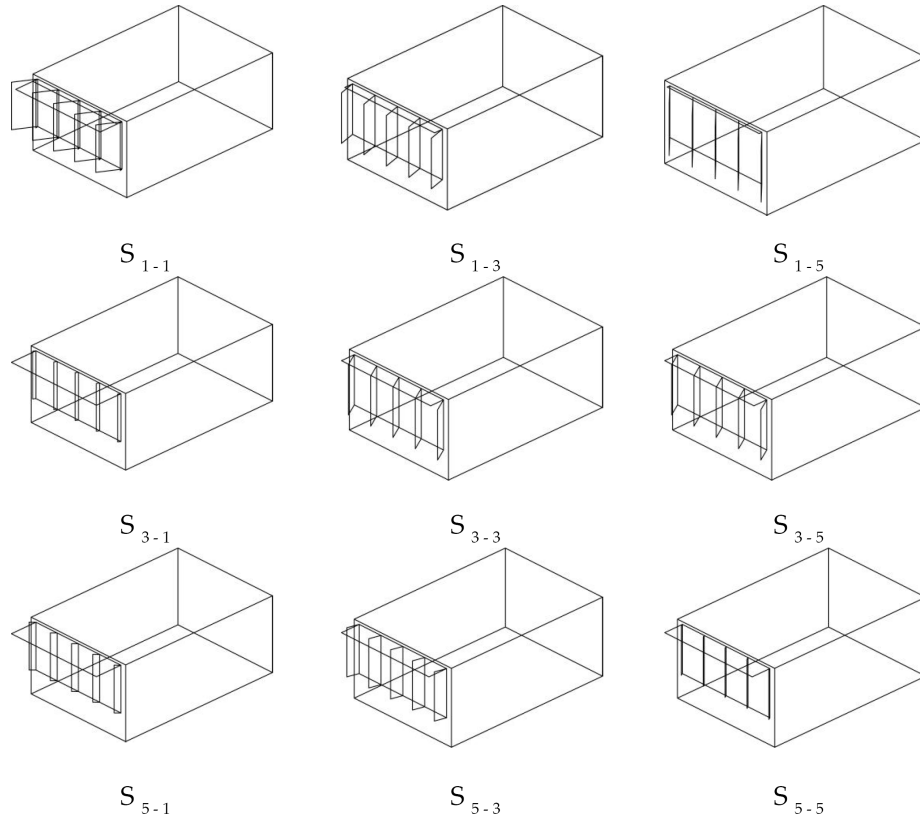 S 1 - 1 S 1 - 3 S 1 - 5
S 3 - 1 S 3 - 3 S 3 - 5
S 5 - 1 S 5 - 3 S 5 - 5